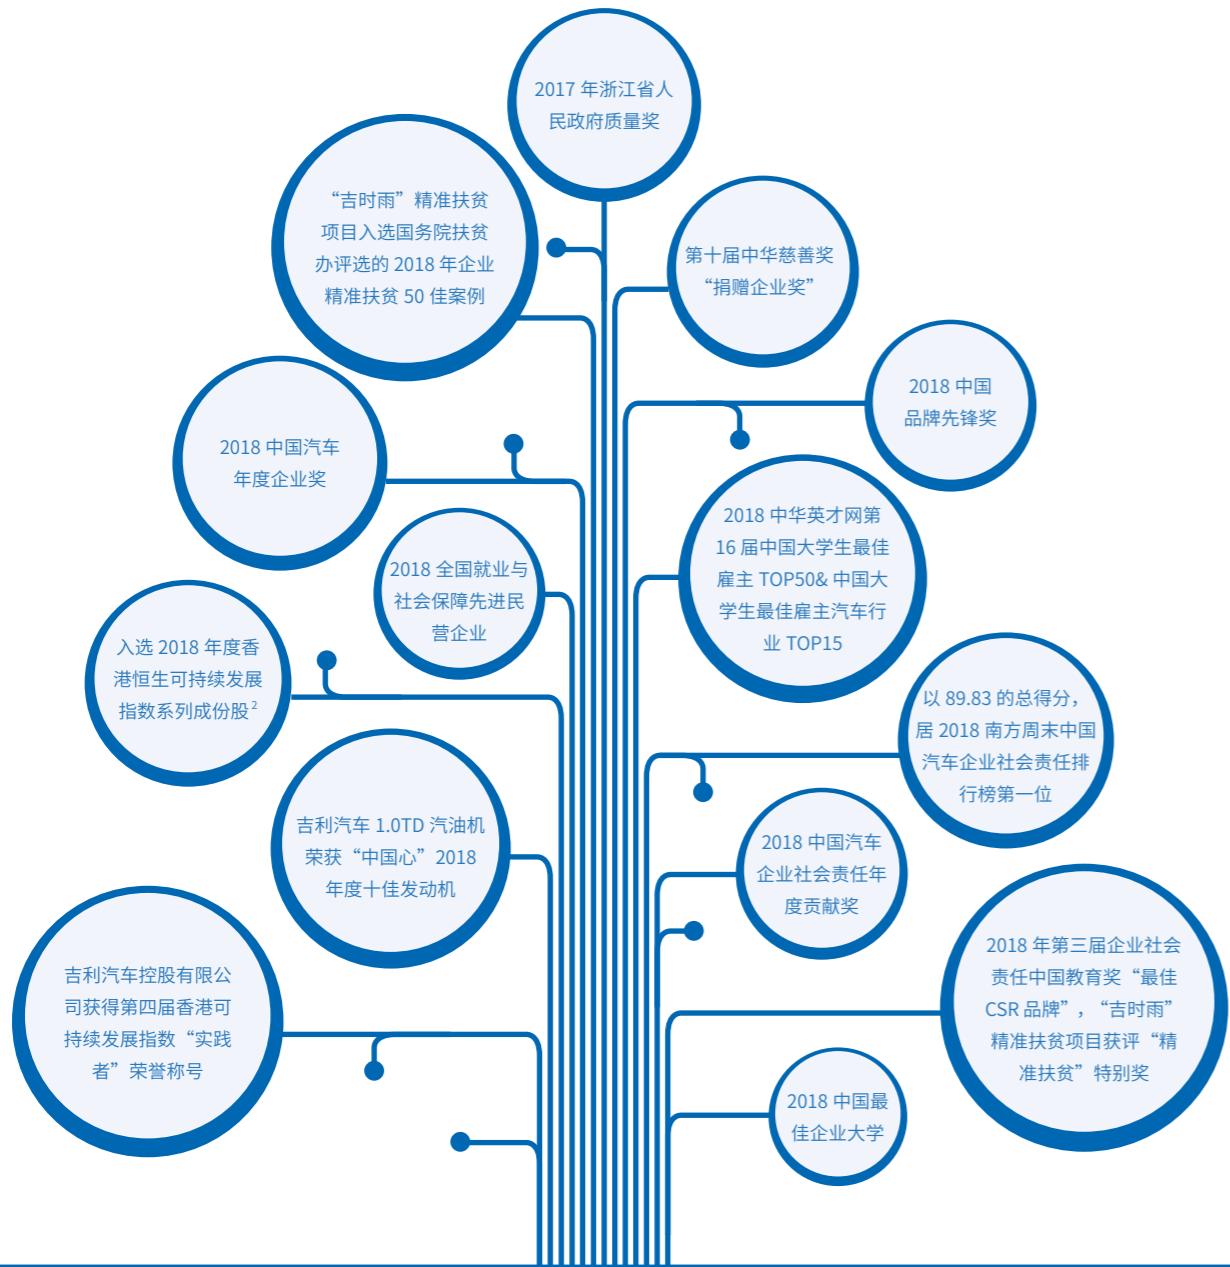 2017 年浙江省人
民政府质量奖
“吉时雨”精准扶贫
项目入选国务院扶贫
办评选的 2018 年企业
精准扶贫 50 佳案例
第十届中华慈善奖
“捐赠企业奖”
2018 中国
品牌先锋奖
2018 中国汽车
年度企业奖
2018 中华英才网第
16 届中国大学生最佳
雇主 TOP50& 中国大
学生最佳雇主汽车行
业 TOP15
2018 全国就业与
社会保障先进民
营企业
入选 2018 年度香
港恒生可持续发展
指数系列成份股²
以 89.83 的总得分，
居 2018 南方周末中国
汽车企业社会责任排
行榜第一位
吉利汽车 1.0TD 汽油机
荣获“中国心”2018
年度十佳发动机
2018 中国汽车
企业社会责任年
度贡献奖
吉利汽车控股有限公
司获得第四届香港可
持续发展指数“实践
者”荣誉称号
2018 年第三届企业社会
责任中国教育奖“最佳
CSR 品牌”，“吉时雨”
精准扶贫项目获评“精
准扶贫”特别奖
2018 中国最
佳企业大学